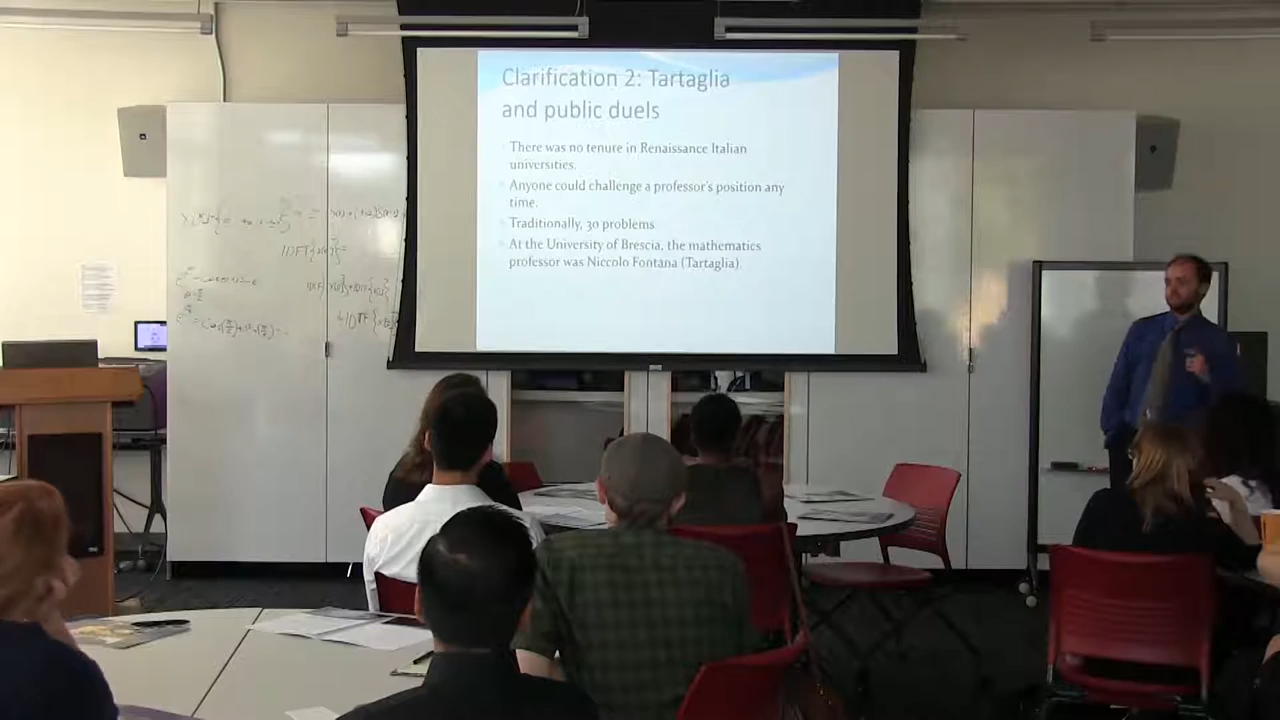 Clarification 2: Tartaglia
and public duels
There was no tenure in Renaissance Italian
universities.
Anyone could challenge a professor's position any
time.
Traditionally, 30 problems
At the University of Brescia, the mathematics
professor was Niccolo Fontana (Tartaglia).